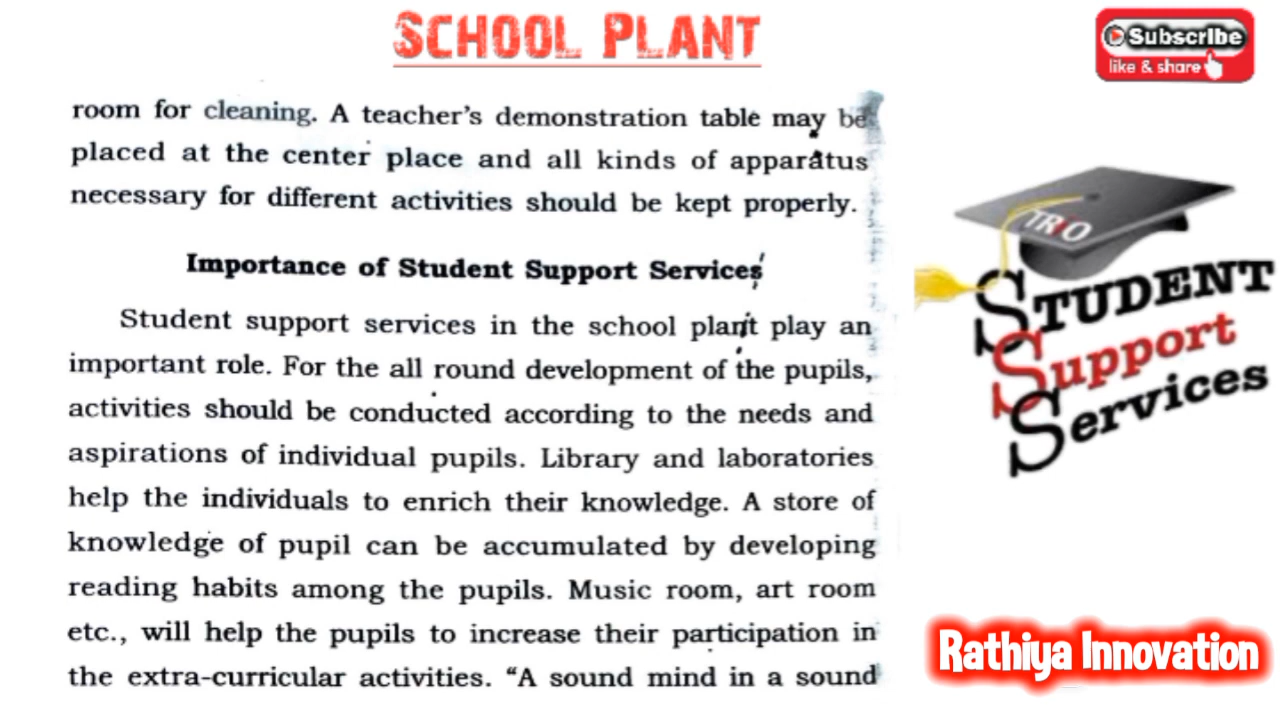 SCHOOL PLANT
Subscribe
like & share
room for cleaning. A teacher's demonstration table may be
placed at the center place and all kinds of apparatus
necessary for different activities should be kept properly.
Importance of Student Support Services
Student support services in the school plant play an
important role. For the all round development of the pupils,
activities should be conducted according to the needs and
aspirations of individual pupils. Library and laboratories
help the individuals to enrich their knowledge. A store of
knowledge of pupil can be accumulated by developing
reading habits among the pupils. Music room, art room
etc., will help the pupils to increase their participation in
the extra-curricular activities. “A sound mind in a sound
TRiO
STUDENT
Support
Services
Rathiya Innovation